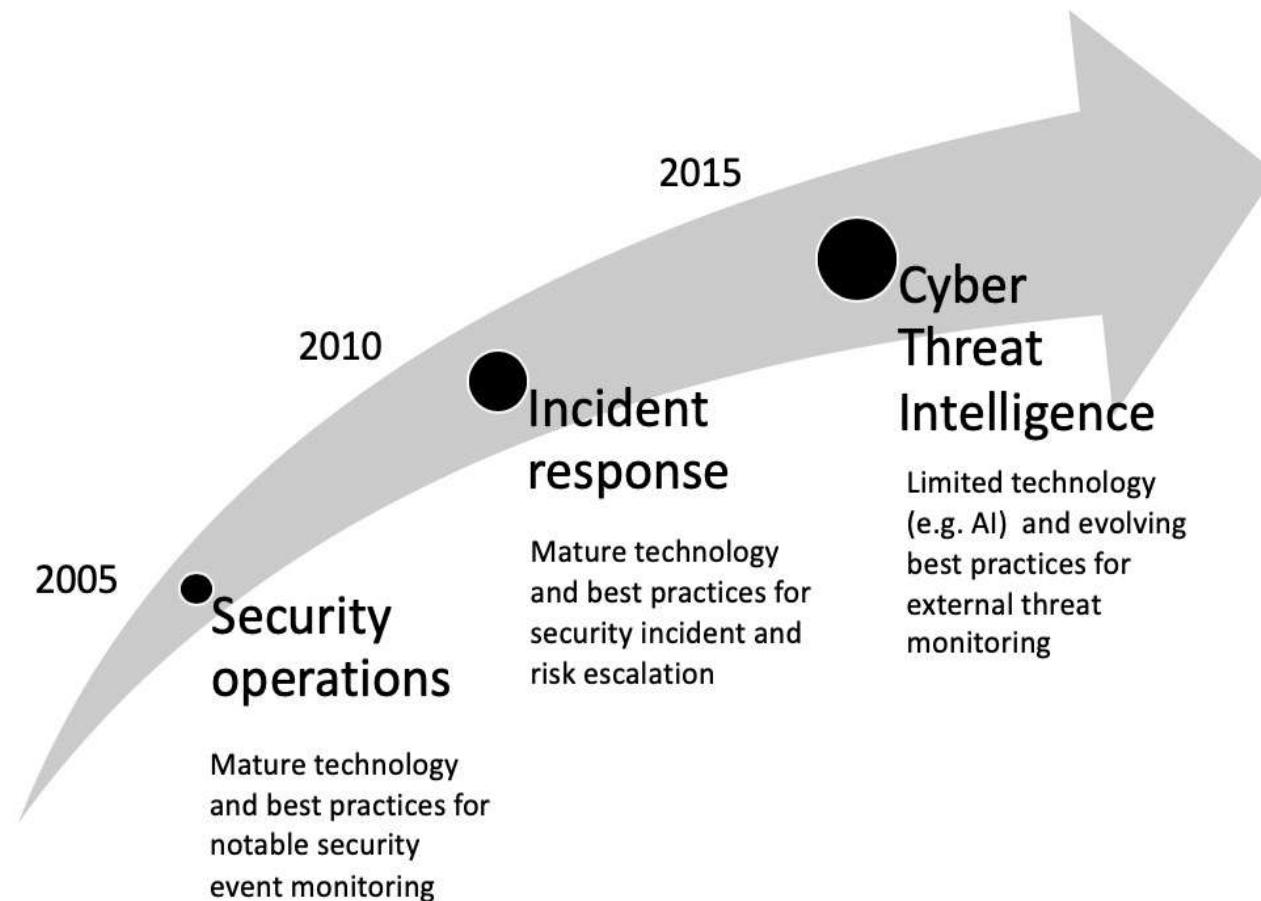 2005
Security
operations
Mature technology
and best practices for
notable security
event monitoring
2010
Incident
response
Mature technology
and best practices for
security incident and
risk escalation
2015
Cyber
Threat
Intelligence
Limited technology
(e.g. AI) and evolving
best practices for
external threat
monitoring